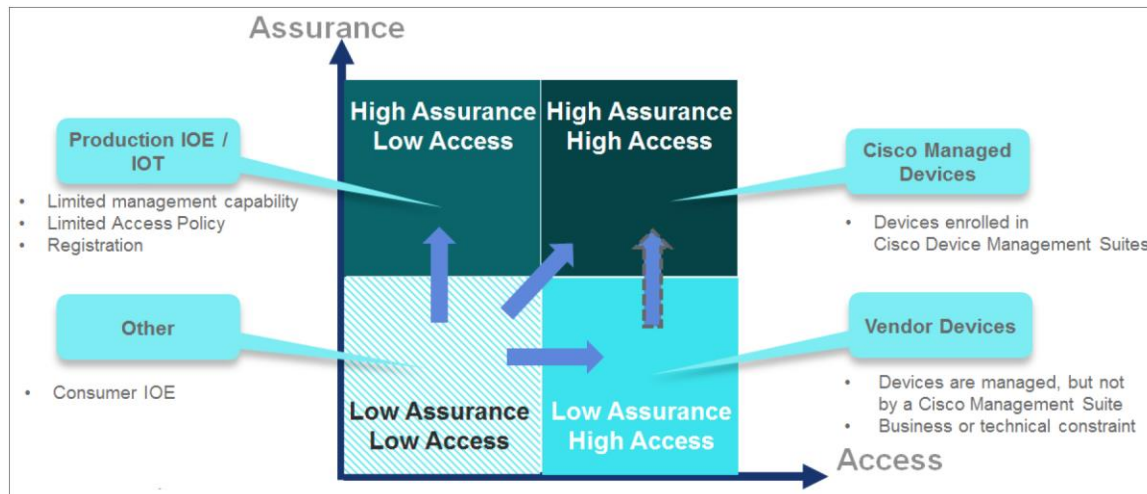 Assurance
High Assurance
Low Access
High Assurance
High Access
Production IOE /
IOT
• Limited management capability
• Limited Access Policy
• Registration
Cisco Managed
Devices
• Devices enrolled in
Cisco Device Management Suites
Other
• Consumer IOE
Vendor Devices
• Devices are managed, but not
by a Cisco Management Suite
• Business or technical constraint
Low Assurance
Low Access
Low Assurance
High Access
Access